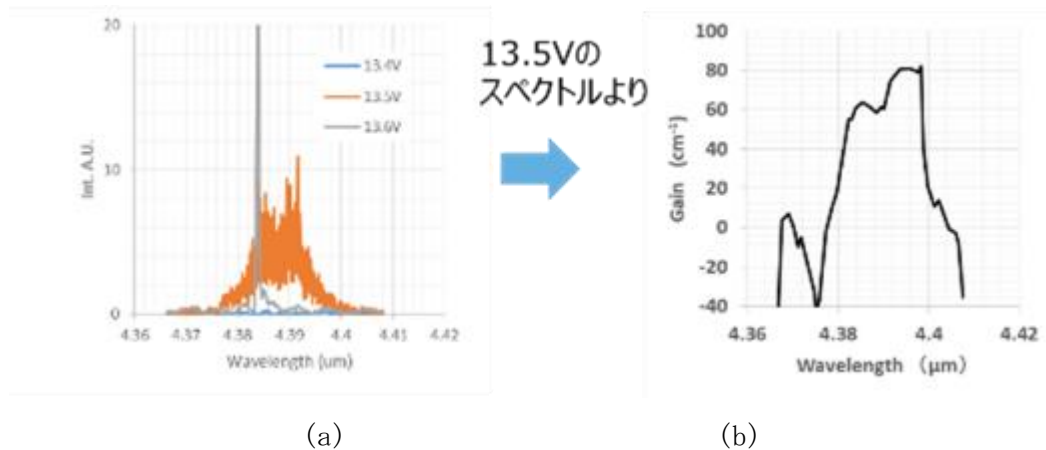 20
10
0
4.36
4.37
4.38
4.39
4.4
4.41
4.42
Int. A.U.
Wavelength (um)
13.4V
13.5V
13.6V
13.5Vの
スペクトルより
100
80
60
40
20
0
-20
-40
4.36
4.38
4.4
4.42
Gain (cm⁻¹)
Wavelength （μm）
(a)
(b)